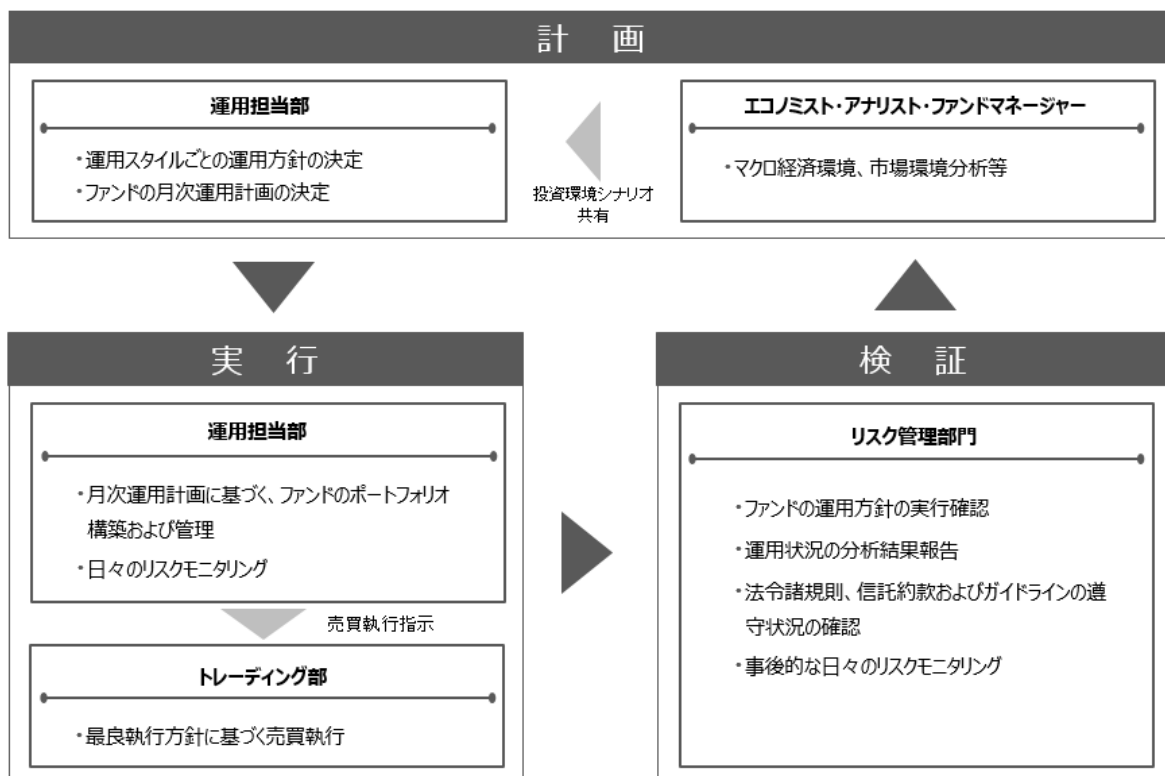 計 画
運用担当部
・運用スタイルごとの運用方針の決定
・ファンドの月次運用計画の決定
投資環境シナリオ
共有
エコノミスト・アナリスト・ファンドマネージャー
・マクロ経済環境、市場環境分析等
実 行
運用担当部
・月次運用計画に基づく、ファンドのポートフォリオ
構築および管理
・日々のリスクモニタリング
売買執行指示
トレーディング部
・最良執行方針に基づく売買執行
検 証
リスク管理部門
・ファンドの運用方針の実行確認
・運用状況の分析結果報告
・法令諸規則、信託約款およびガイドラインの遵
守状況の確認
・事後的な日々のリスクモニタリング